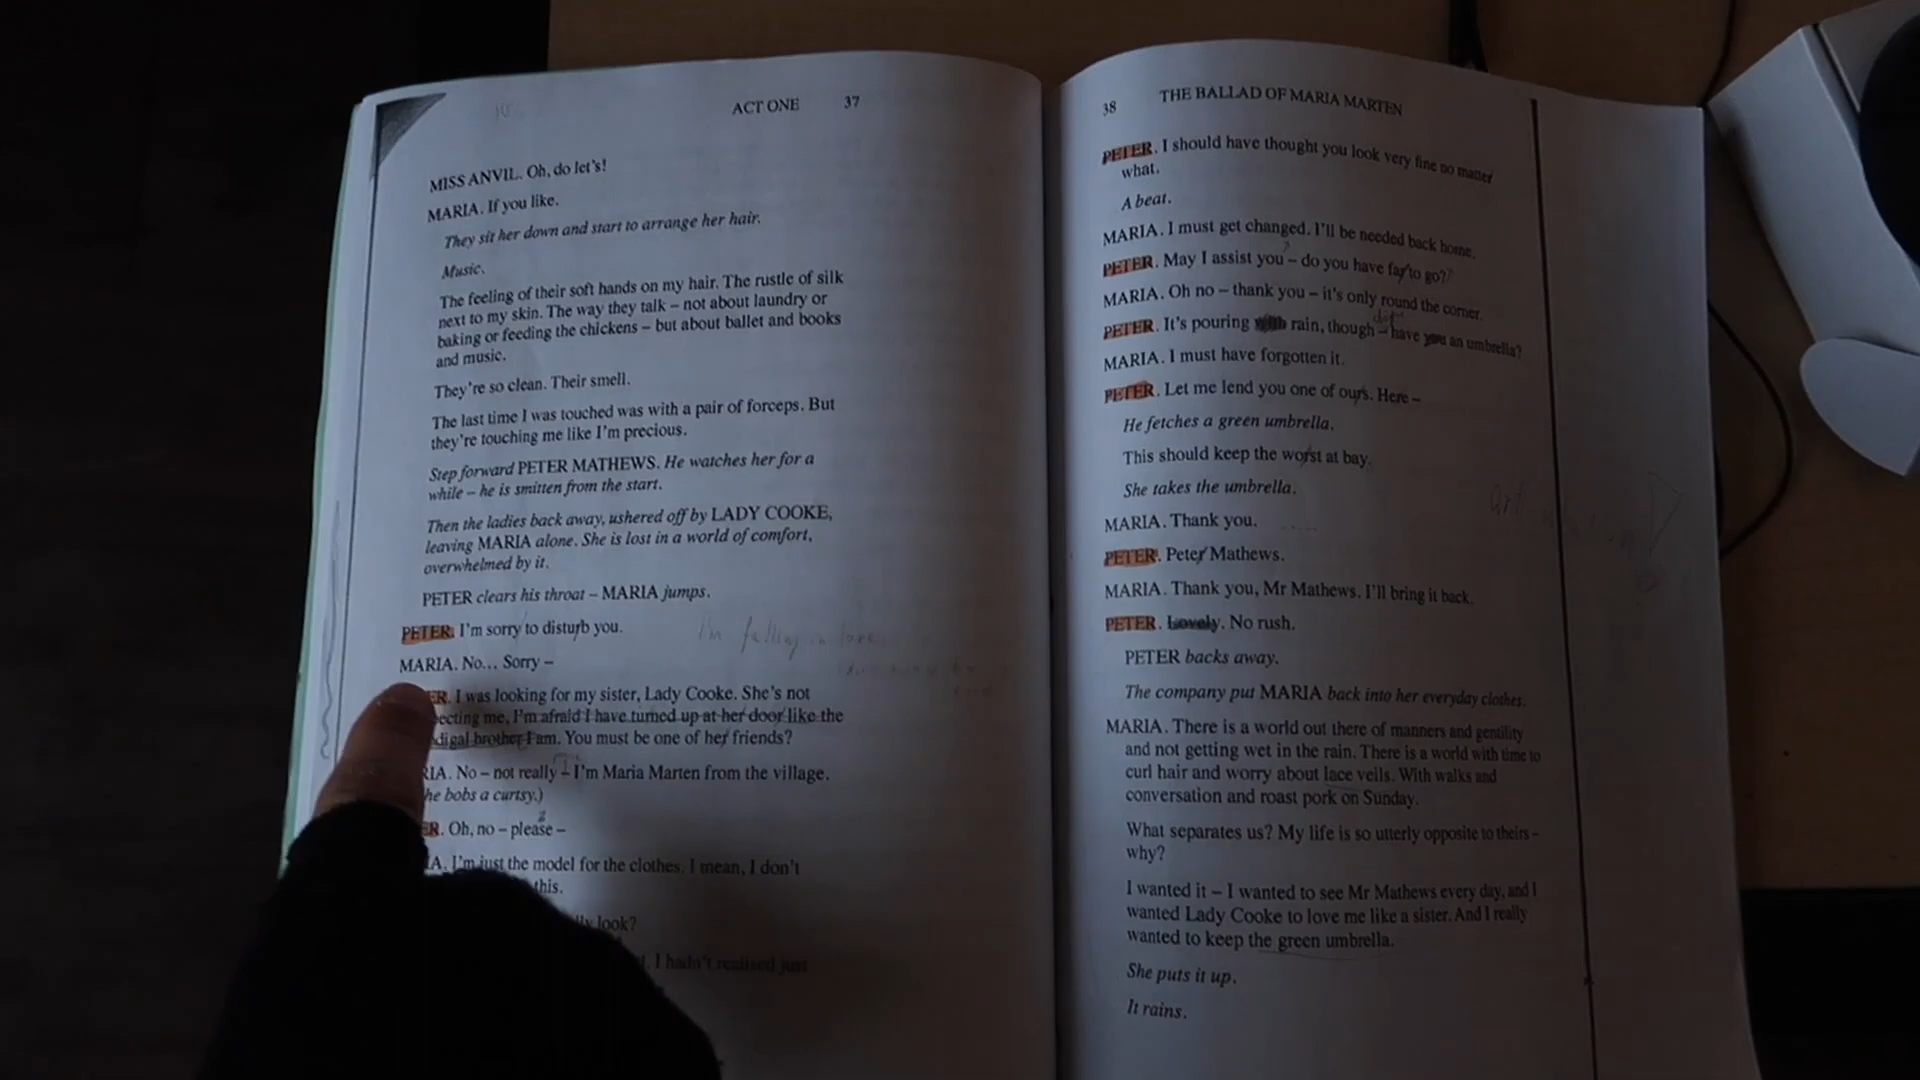 ACT ONE 37
MISS ANVIL. Oh, do let's!
MARIA. If you like.
They sit her down and start to arrange her hair.
Music.
The feeling of their soft hands on my hair. The rustle of silk
next to my skin. The way they talk – not about laundry or
baking or feeding the chickens – but about ballet and books
and music.
They're so clean. Their smell.
The last time I was touched was with a pair of forceps. But
they're touching me like I'm precious.
Step forward PETER MATHEWS. He watches her for a
while – he is smitten from the start.
Then the ladies back away, ushered off by LADY COOKE,
leaving MARIA alone. She is lost in a world of comfort,
overwhelmed by it.
PETER clears his throat – MARIA jumps.
PETER. I'm sorry to disturb you.
I'm falling in love
MARIA. No... Sorry –
ER. I was looking for my sister, Lady Cooke. She's not
ecting me, I'm afraid I have turned up at her door like the
digal brother I am. You must be one of her friends?
RIA. No – not really – I'm Maria Marten from the village.
he bobs a curtsy.)
ER. Oh, no – please –
A. I'm just the model for the clothes. I mean, I don't
this.
look?
I hadn't realised just
38 THE BALLAD OF MARIA MARTEN
PETER. I should have thought you look very fine no matter
what.
A beat.
MARIA. I must get changed. I'll be needed back home.
PETER. May I assist you – do you have far to go?
MARIA. Oh no – thank you – it's only round the corner.
PETER. It's pouring rain, though – have you an umbrella?
MARIA. I must have forgotten it.
PETER. Let me lend you one of ours. Here –
He fetches a green umbrella.
This should keep the worst at bay.
She takes the umbrella.
MARIA. Thank you.
PETER. Peter Mathews.
MARIA. Thank you, Mr Mathews. I'll bring it back.
PETER. Lovely. No rush.
PETER backs away.
The company put MARIA back into her everyday clothes.
MARIA. There is a world out there of manners and gentility
and not getting wet in the rain. There is a world with time to
curl hair and worry about lace veils. With walks and
conversation and roast pork on Sunday.
What separates us? My life is so utterly opposite to theirs –
why?
I wanted it – I wanted to see Mr Mathews every day, and I
wanted Lady Cooke to love me like a sister. And I really
wanted to keep the green umbrella.
She puts it up.
It rains.